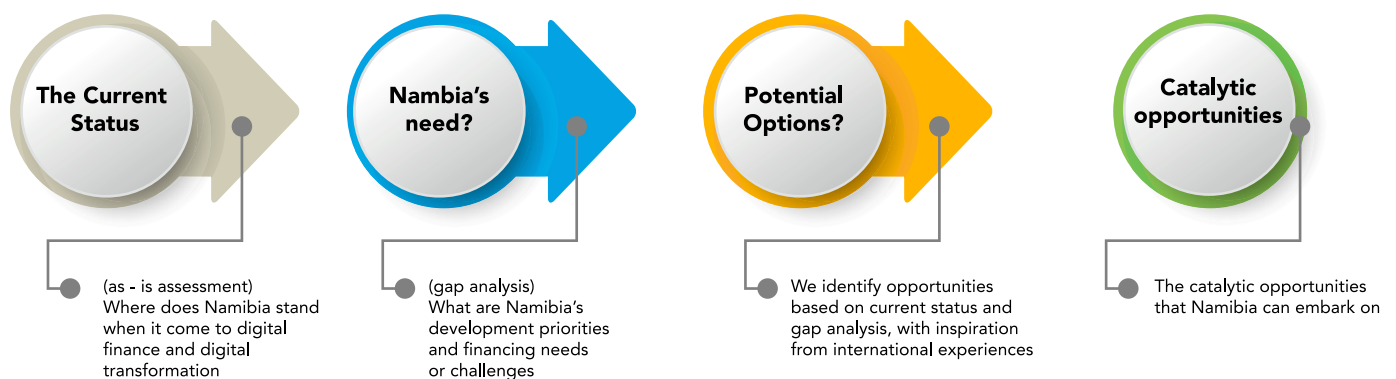 The Current
Status
Nambia's
need?
Potential
Options?
Catalytic
opportunities
(as - is assessment)
Where does Namibia stand
when it come to digital
finance and digital
transformation
(gap analysis)
What are Namibia's
development priorities
and financing needs
or challenges
We identify opportunities
based on current status and
gap analysis, with inspiration
from international experiences
The catalytic opportunities
that Namibia can embark on